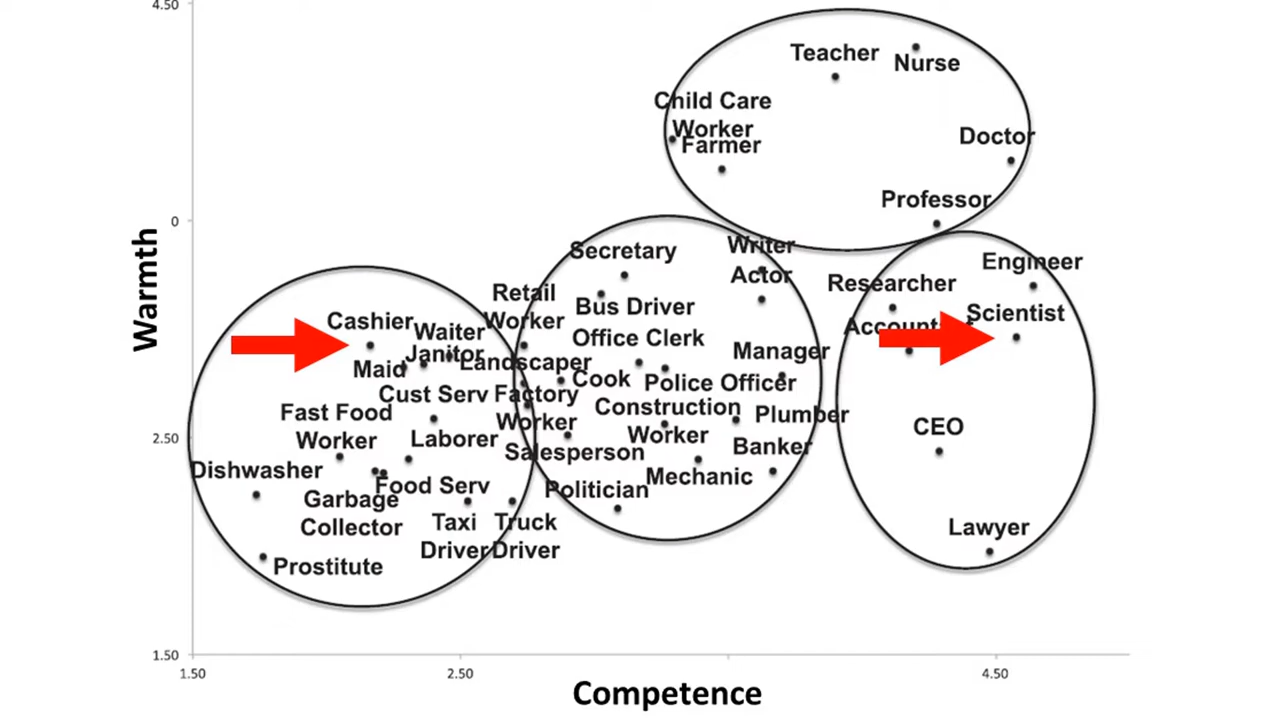 4.50
Teacher
Nurse
Child Care
Worker
Farmer
Doctor
Professor
0
Warmth
Secretary
Writer
Actor
Engineer
Researcher
Retail
Worker
Bus Driver
Scientist
Cashier
Waiter
Office Clerk
Janitor
Landscaper
Manager
Maid
Cook
Police Officer
Cust Serv
Factory
Worker
Construction
Worker
Plumber
Fast Food
Worker
CEO
2.50
Laborer
Salesperson
Banker
Dishwasher
Mechanic
Food Serv
Politician
Garbage
Collector
Taxi
Driver
Truck
Driver
Lawyer
Prostitute
1.50
1.50
2.50
4.50
Competence